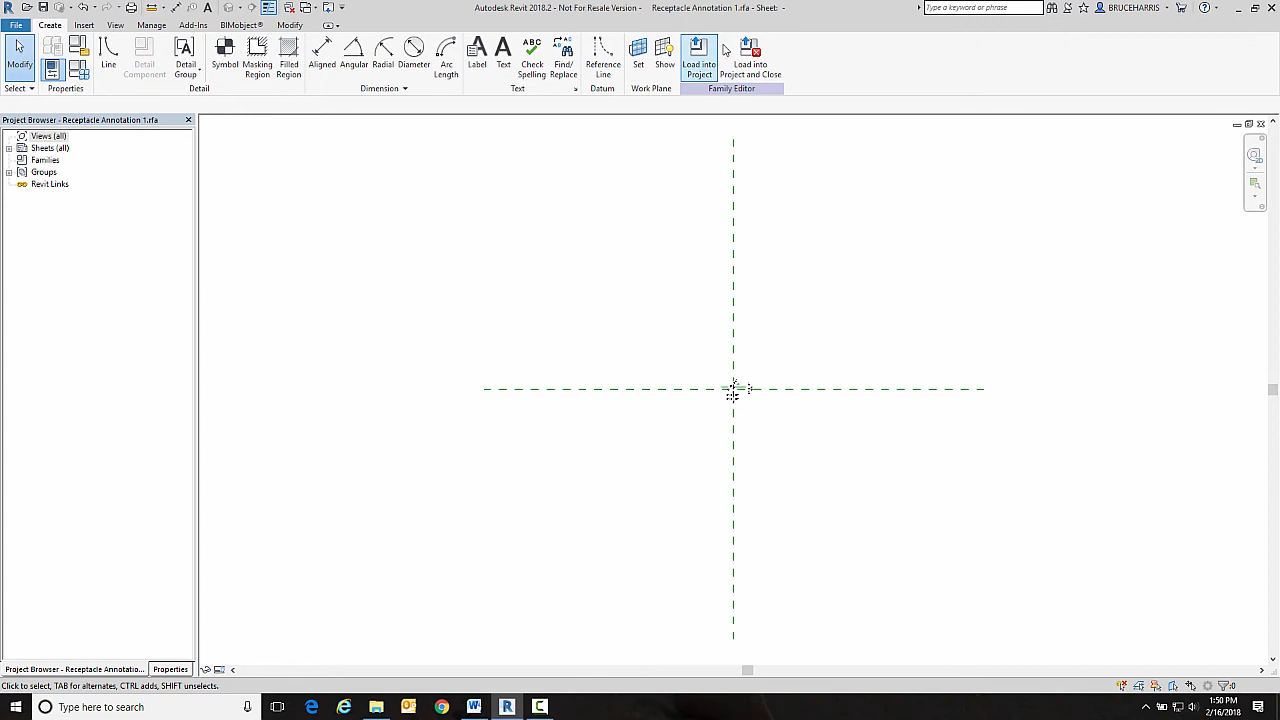 Autodesk Revit 2018.2 - Not For Resale Version - Receptacle Annotation 1.rfa - Sheet: -
Type a keyword or phrase
BRUCEHARRIS
File Create Insert View Manage Add-Ins BIMobject® Modify
Modify
Line
Detail Component
Detail Group
Symbol
Masking Region
Filled Region
Aligned
Angular
Radial
Diameter
Arc Length
Label
Text
Check Spelling
Find/ Replace
Reference Line
Set
Show
Load into Project
Load into Project and Close
Select Properties Detail Dimension Text Datum Work Plane Family Editor
Project Browser - Receptacle Annotation 1.rfa
Views (all)
Sheets (all)
Families
Groups
Revit Links
Project Browser - Receptacle Annotatio... Properties
Click to select, TAB for alternates, CTRL adds, SHIFT unselects.
:0
Type here to search
1:50 PM
2/16/2018